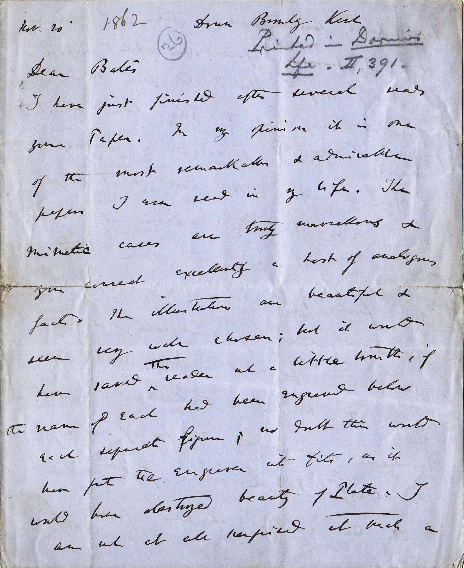 Nov. 20 1862 Down Bromley Kent
26
Printed in Darwin's
Life. II, 391.
Dear Bates
I have just finished after several reads
your Paper. In my opinion it is one
of the most remarkable & admirable
papers I ever read in my life. The
mimetic cases are truly marvellous &
you connect excellently a host of analogous
facts. The illustrations are beautiful &
seem very well chosen; but it would
have saved the reader not a little trouble, if
the name of each had been engraved below
each separate figure; no doubt this would
have put the engraver into fits, as it
would have destroyed beauty of Plate. I
am not at all surprised at such a